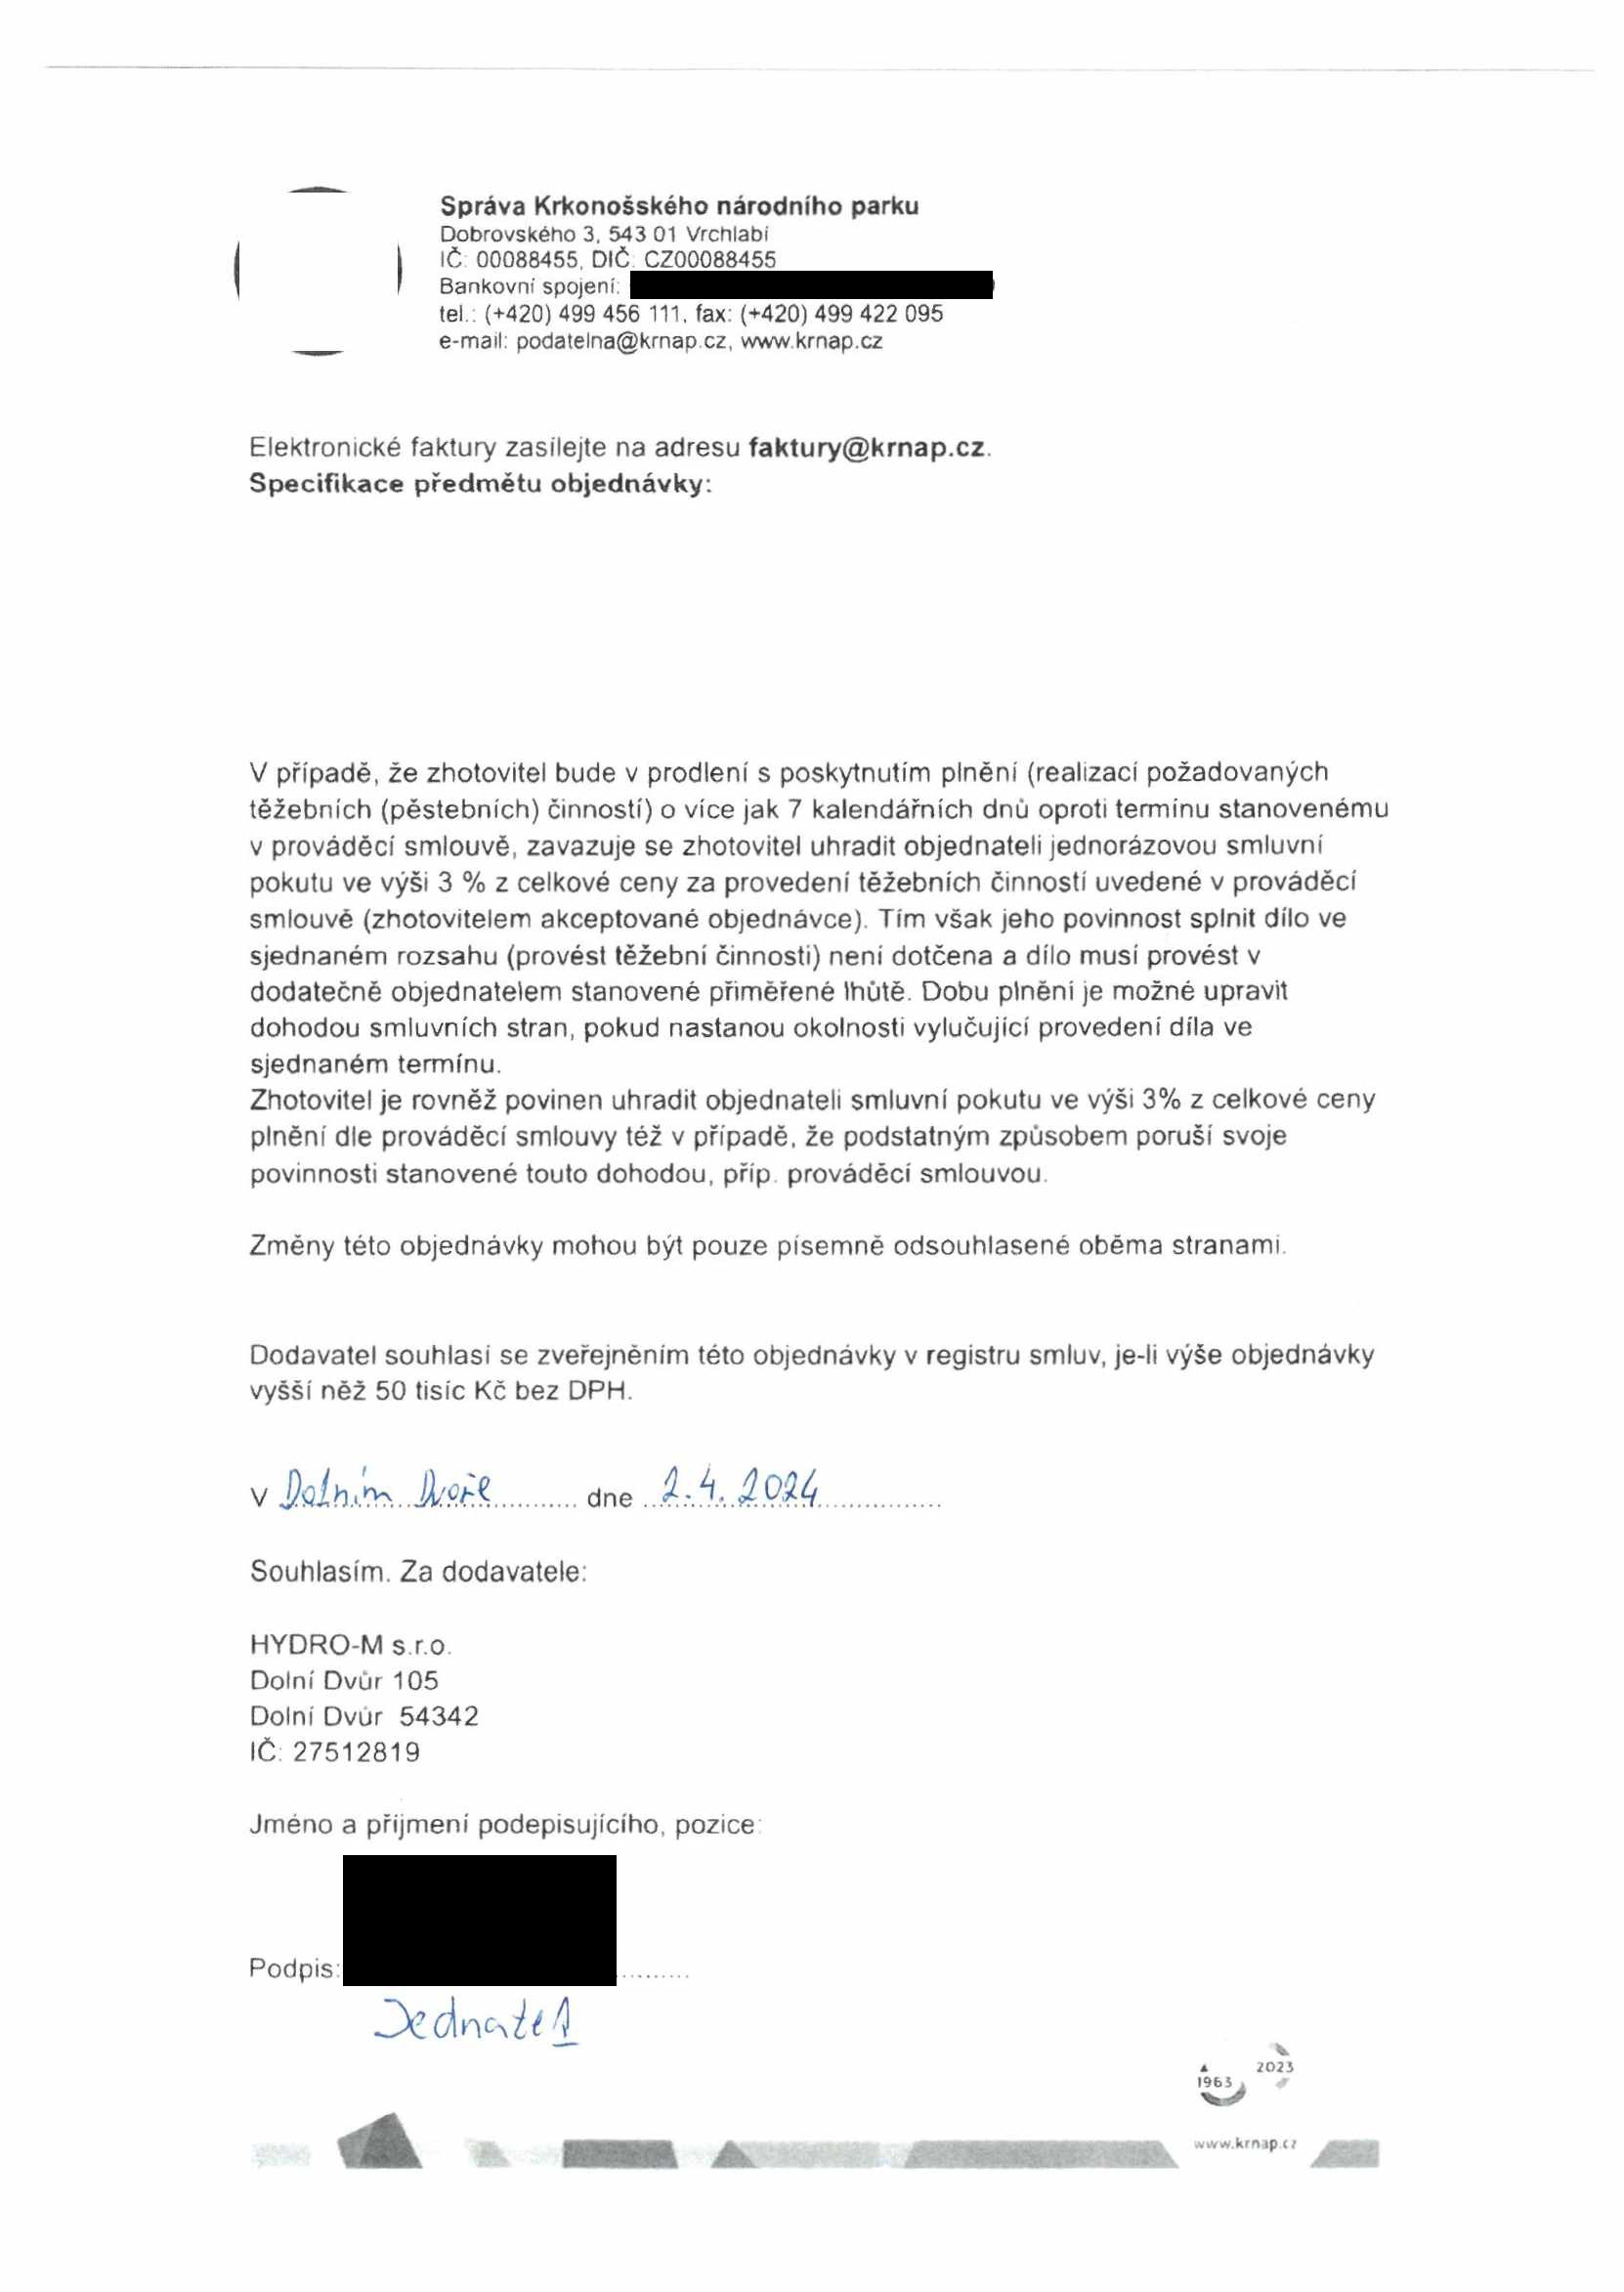 Správa Krkonošského národního parku
Dobrovského 3, 543 01 Vrchlabí
IČ: 00088455, DIČ: CZ00088455
Bankovní spojení:
tel.: (+420) 499 456 111, fax: (+420) 499 422 095
e-mail: podatelna@krnap.cz, www.krnap.cz
Elektronické faktury zasílejte na adresu faktury@krnap.cz.
Specifikace předmětu objednávky:
V případě, že zhotovitel bude v prodlení s poskytnutím plnění (realizací požadovaných
těžebních (pěstebních) činností) o více jak 7 kalendářních dnů oproti termínu stanovenému
v prováděcí smlouvě, zavazuje se zhotovitel uhradit objednateli jednorázovou smluvní
pokutu ve výši 3 % z celkové ceny za provedení těžebních činností uvedené v prováděcí
smlouvě (zhotovitelem akceptované objednávce). Tím však jeho povinnost splnit dílo ve
sjednaném rozsahu (provést těžební činnosti) není dotčena a dílo musí provést v
dodatečně objednatelem stanovené přiměřené lhůtě. Dobu plnění je možné upravit
dohodou smluvních stran, pokud nastanou okolnosti vylučující provedení díla ve
sjednaném termínu.
Zhotovitel je rovněž povinen uhradit objednateli smluvní pokutu ve výši 3% z celkové ceny
plnění dle prováděcí smlouvy též v případě, že podstatným způsobem poruší svoje
povinnosti stanovené touto dohodou, příp. prováděcí smlouvou.
Změny této objednávky mohou být pouze písemně odsouhlasené oběma stranami.
Dodavatel souhlasí se zveřejněním této objednávky v registru smluv, je-li výše objednávky
vyšší něž 50 tisíc Kč bez DPH.
V Dolním Dvoře dne 2.4.2024
Souhlasím. Za dodavatele:
HYDRO-M s.r.o.
Dolní Dvůr 105
Dolní Dvůr 54342
IČ: 27512819
Jméno a přijmení podepisujícího, pozice:
Podpis:
Jednatel
1963 2023
www.krnap.cz